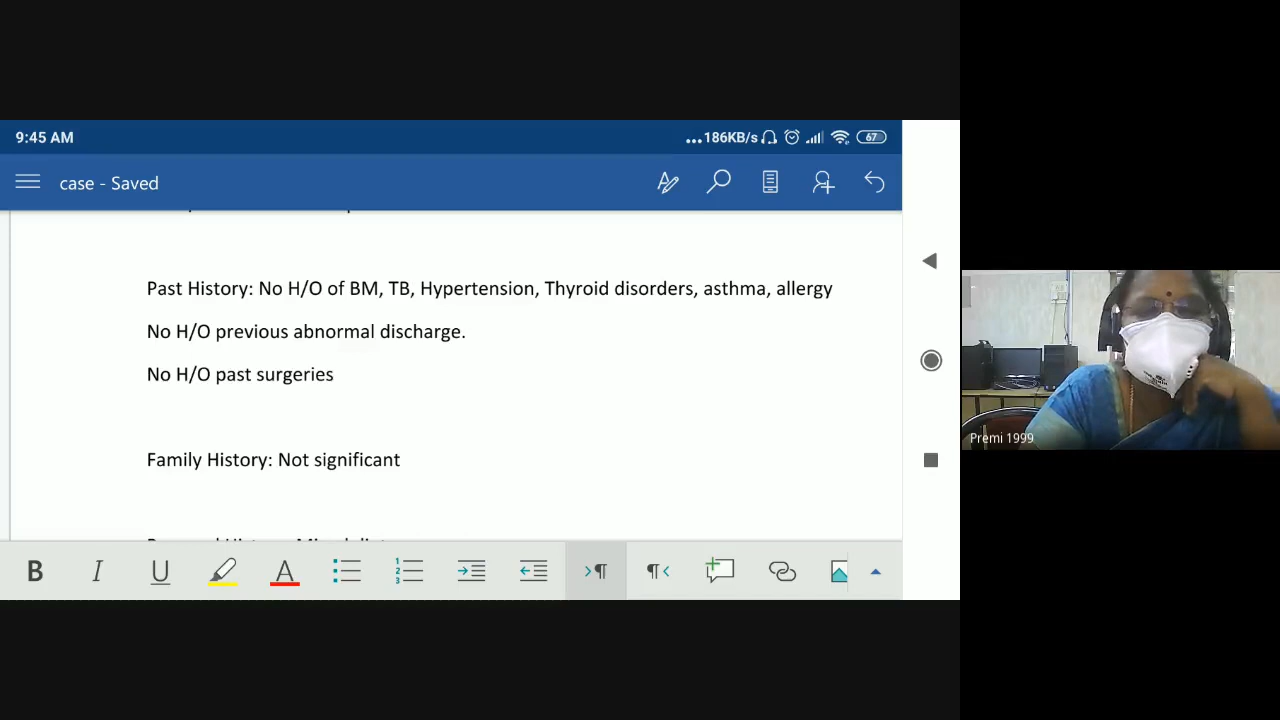 9:45 AM
...186KB/s
67
case - Saved
Past History: No H/O of BM, TB, Hypertension, Thyroid disorders, asthma, allergy
No H/O previous abnormal discharge.
No H/O past surgeries
Family History: Not significant
B I U A
Premi 1999